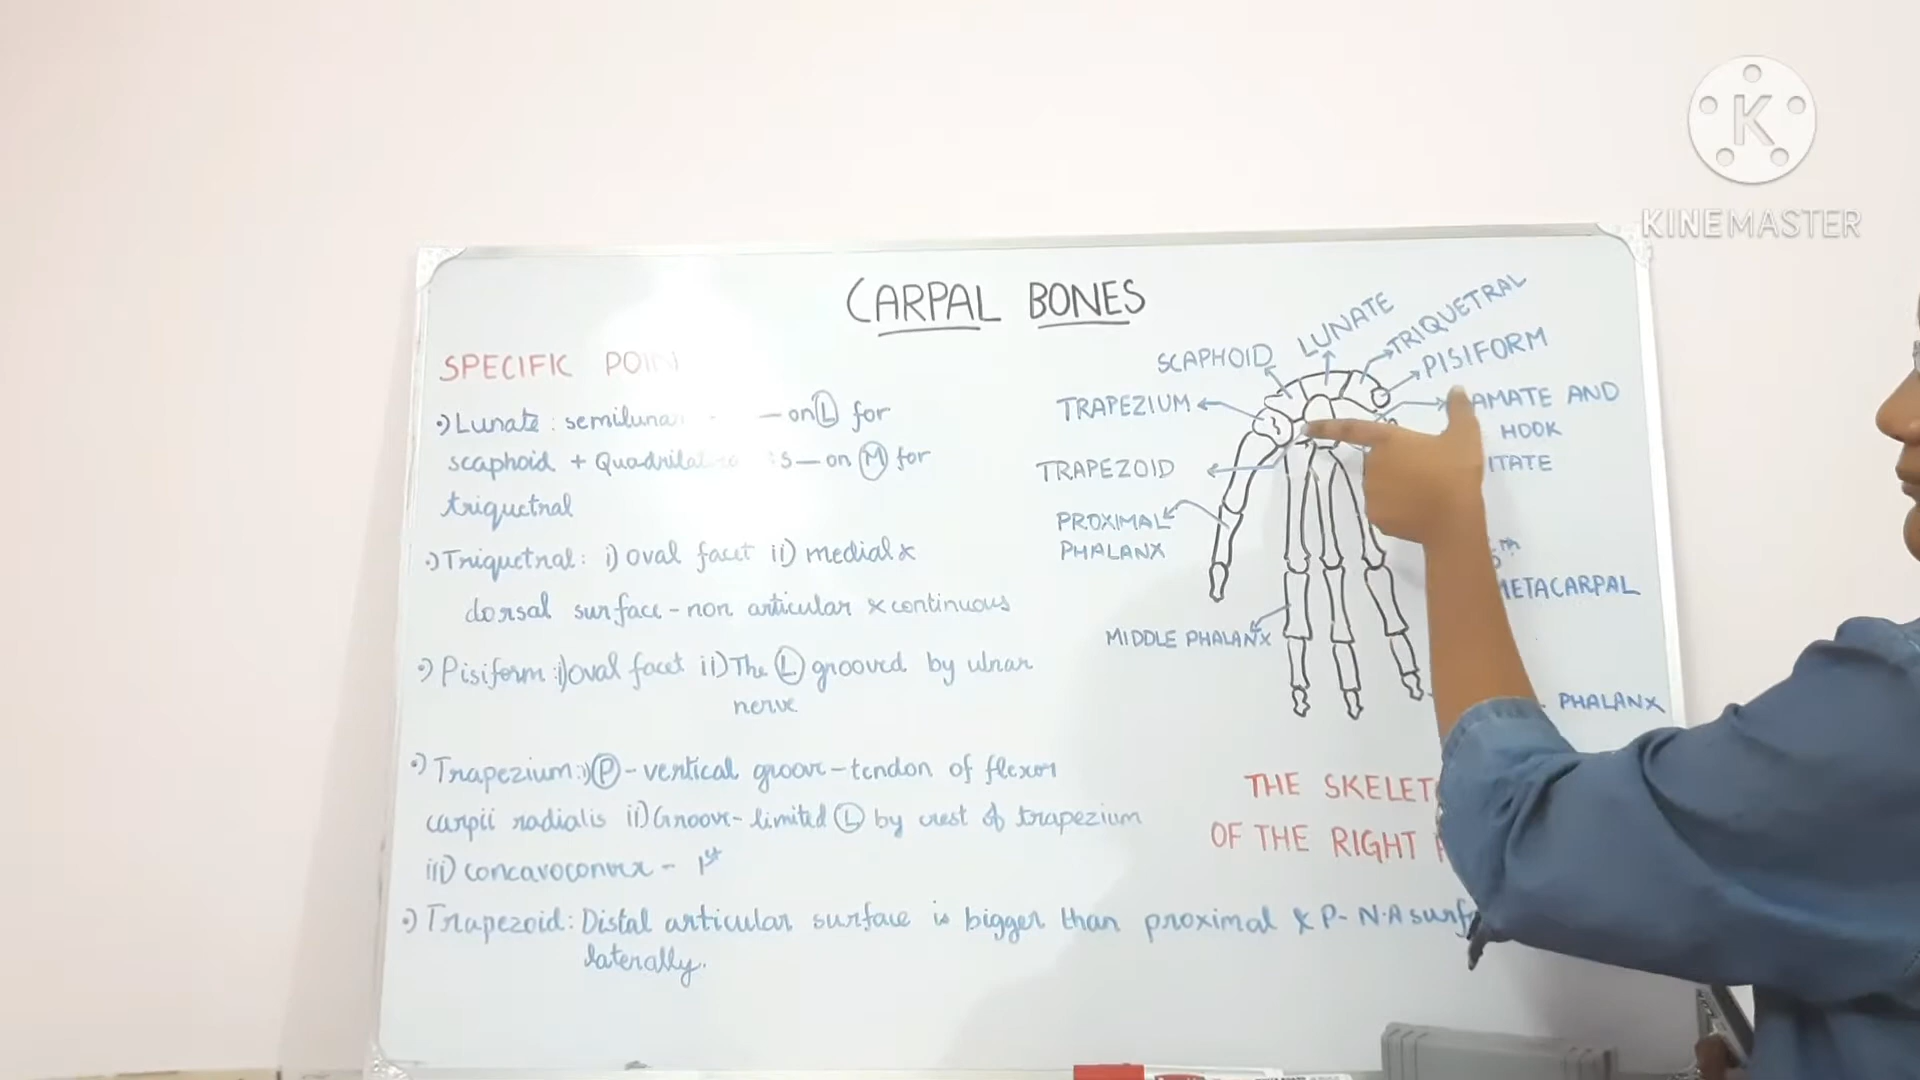 K
KINEMASTER
CARPAL BONES
SPECIFIC POIN
•) Lunate : semilunar — on Ⓛ for
scaphoid + Quadrilat S — on Ⓜ for
triquetral
•) Triquetral : i) oval facet ii) medial &
dorsal surface - non articular & continuous
•) Pisiform : i) oval facet ii) The Ⓛ grooved by ulnar
nerve
•) Trapezium : i) Ⓟ - vertical groove - tendon of flexor
carpii radialis ii) Groove - limited Ⓛ by crest of trapezium
iii) concavoconvex - 1st
•) Trapezoid : Distal articular surface is bigger than proximal & P - N.A surf
laterally.
SCAPHOID
LUNATE
TRIQUETRAL
PISIFORM
TRAPEZIUM
AMATE AND
HOOK
ITATE
TRAPEZOID
PROXIMAL
PHALANX
5th
METACARPAL
MIDDLE PHALANX
PHALANX
THE SKELET
OF THE RIGHT